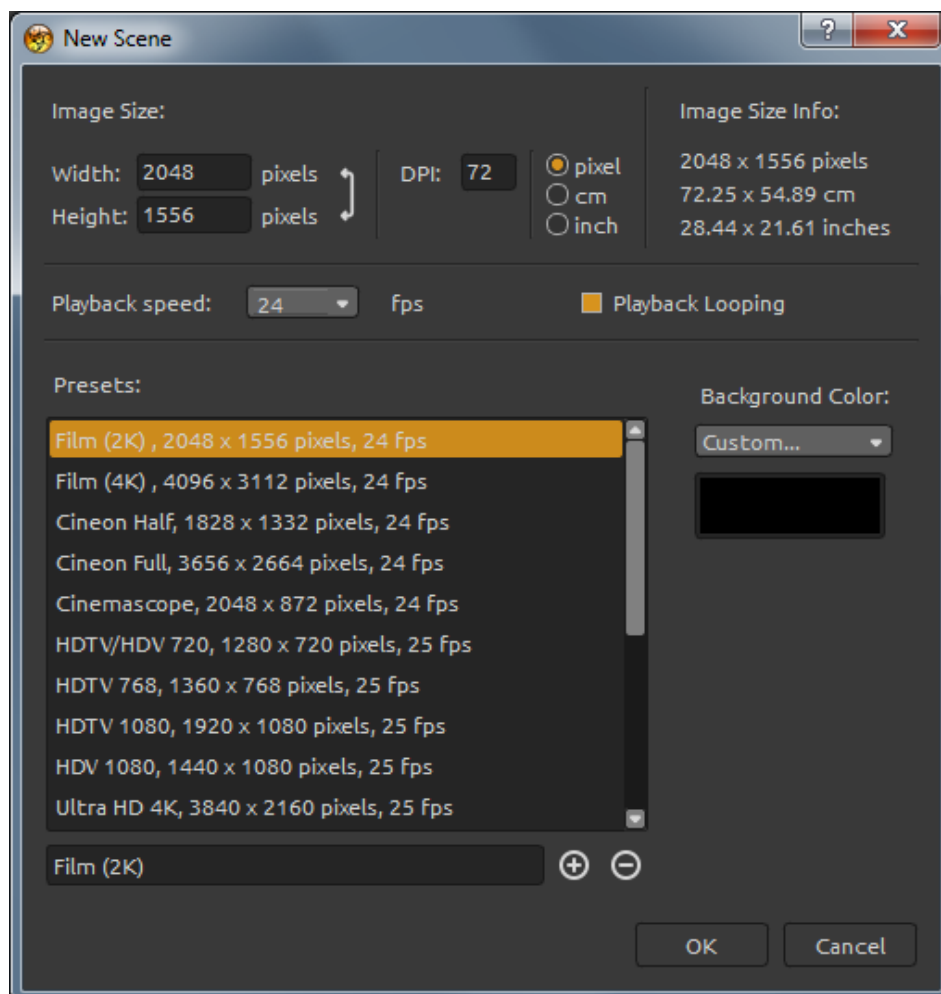 New Scene
?
X
Image Size:
Width: 2048 pixels
Height: 1556 pixels
DPI: 72
pixel
cm
inch
Image Size Info:
2048 x 1556 pixels
72.25 x 54.89 cm
28.44 x 21.61 inches
Playback speed: 24 fps
Playback Looping
Presets:
Film (2K) , 2048 x 1556 pixels, 24 fps
Film (4K) , 4096 x 3112 pixels, 24 fps
Cineon Half, 1828 x 1332 pixels, 24 fps
Cineon Full, 3656 x 2664 pixels, 24 fps
Cinemascope, 2048 x 872 pixels, 24 fps
HDTV/HDV 720, 1280 x 720 pixels, 25 fps
HDTV 768, 1360 x 768 pixels, 25 fps
HDTV 1080, 1920 x 1080 pixels, 25 fps
HDV 1080, 1440 x 1080 pixels, 25 fps
Ultra HD 4K, 3840 x 2160 pixels, 25 fps
Film (2K)
Background Color:
Custom...
OK
Cancel